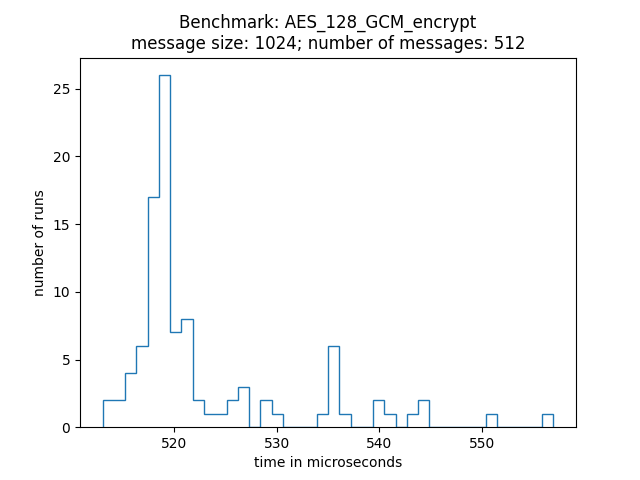 Benchmark: AES_128_GCM_encrypt
message size: 1024; number of messages: 512
25
20
15
10
5
0
number of runs
520 530 540 550
time in microseconds